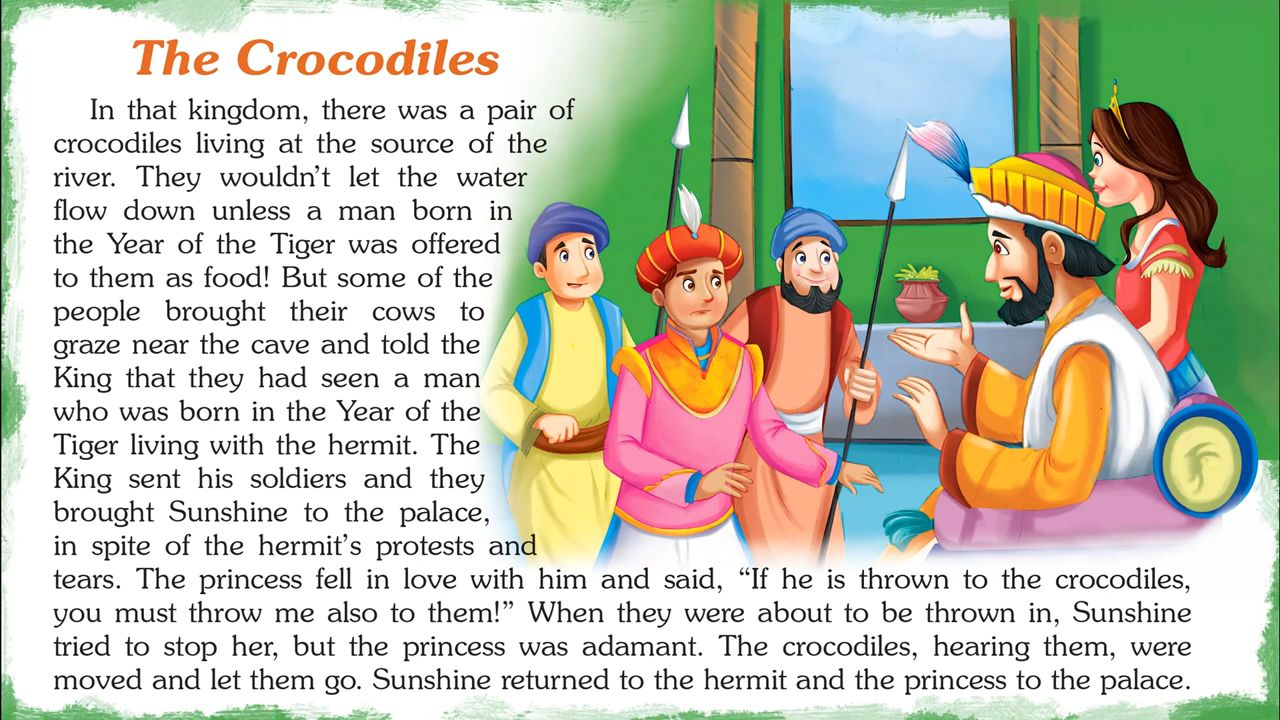 The Crocodiles
In that kingdom, there was a pair of
crocodiles living at the source of the
river. They wouldn’t let the water
flow down unless a man born in
the Year of the Tiger was offered
to them as food! But some of the
people brought their cows to
graze near the cave and told the
King that they had seen a man
who was born in the Year of the
Tiger living with the hermit. The
King sent his soldiers and they
brought Sunshine to the palace,
in spite of the hermit’s protests and
tears. The princess fell in love with him and said, “If he is thrown to the crocodiles,
you must throw me also to them!” When they were about to be thrown in, Sunshine
tried to stop her, but the princess was adamant. The crocodiles, hearing them, were
moved and let them go. Sunshine returned to the hermit and the princess to the palace.